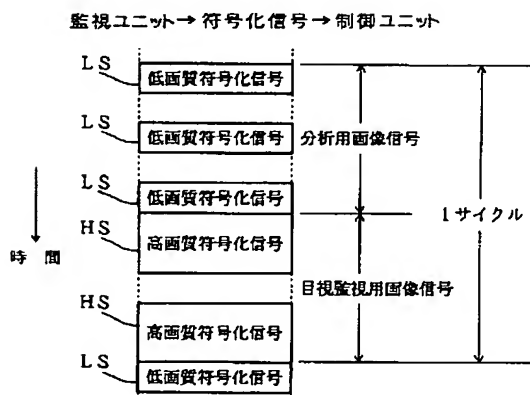 監視ユニット→符号化信号→制御ユニット
LS
低画質符号化信号
LS
低画質符号化信号
分析用画像信号
LS
低画質符号化信号
1サイクル
HS
高画質符号化信号
時間
目視監視用画像信号
HS
高画質符号化信号
LS
低画質符号化信号